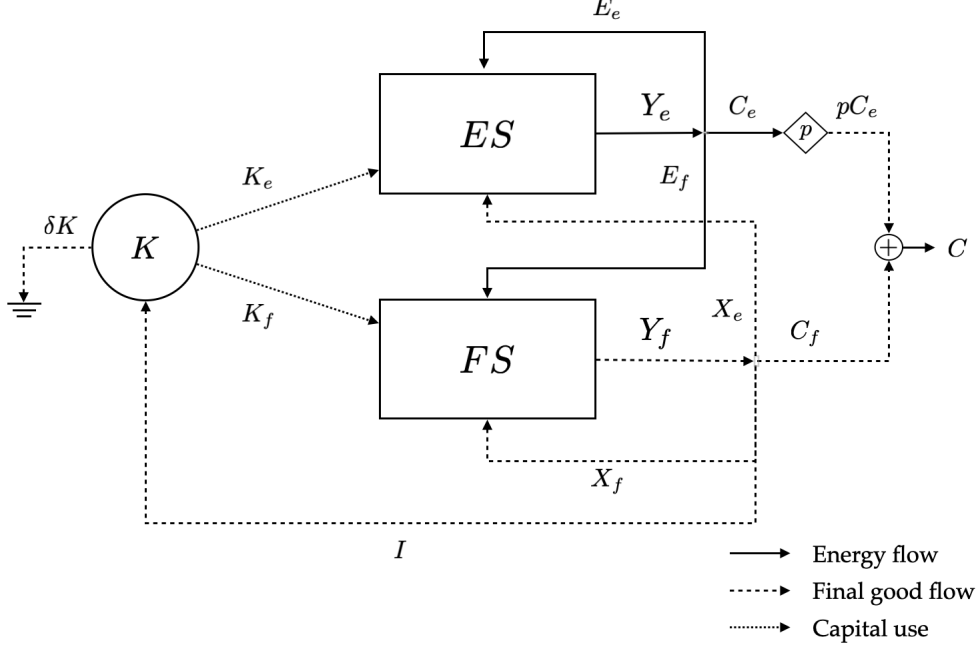 E_e
Y_e
C_e
p
pC_e
ES
E_f
K_e
δK
K
+
C
K_f
X_e
Y_f
C_f
FS
X_f
I
Energy flow
Final good flow
Capital use